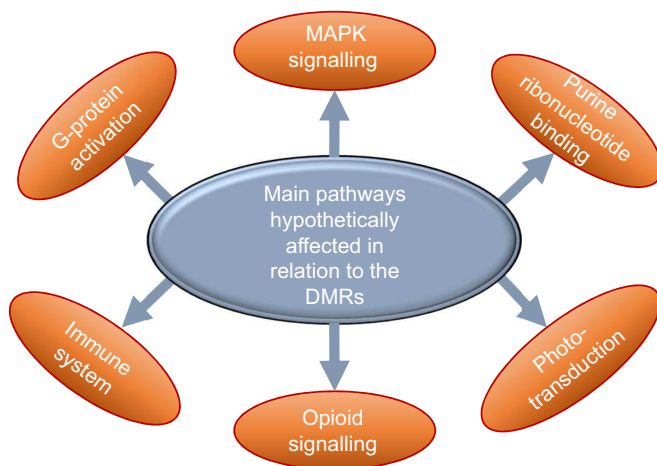 MAPK
signalling
G-protein
activation
Purine
ribonucleotide
binding
Main pathways
hypothetically
affected in
relation to the
DMRs
Immune
system
Photo-
transduction
Opioid
signalling